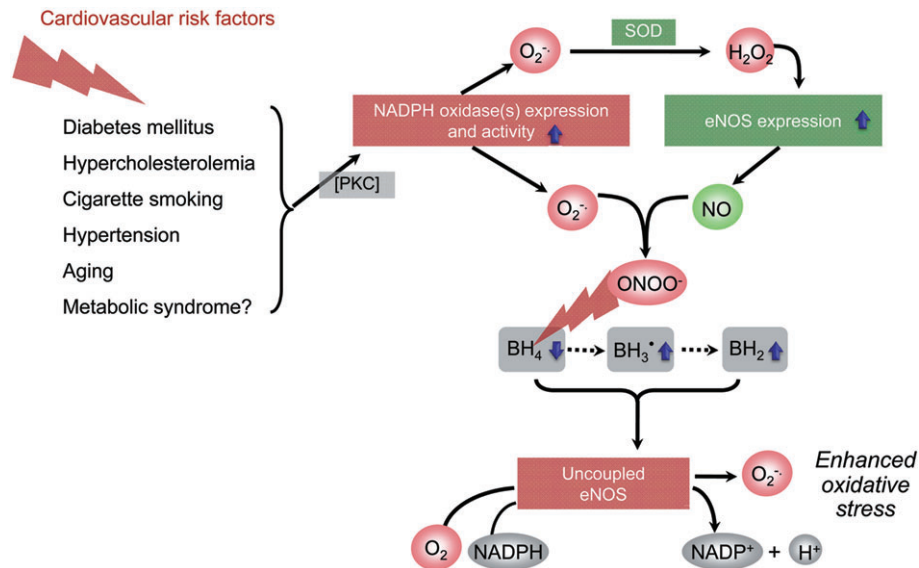 Cardiovascular risk factors
Diabetes mellitus
Hypercholesterolemia
Cigarette smoking
Hypertension
Aging
Metabolic syndrome?
[PKC]
O₂⁻·
SOD
H₂O₂
NADPH oxidase(s) expression
and activity
eNOS expression
O₂⁻·
NO
ONOO⁻
BH₄
BH₃•
BH₂
Uncoupled
eNOS
O₂⁻·
Enhanced
oxidative
stress
O₂
NADPH
NADP⁺ + H⁺